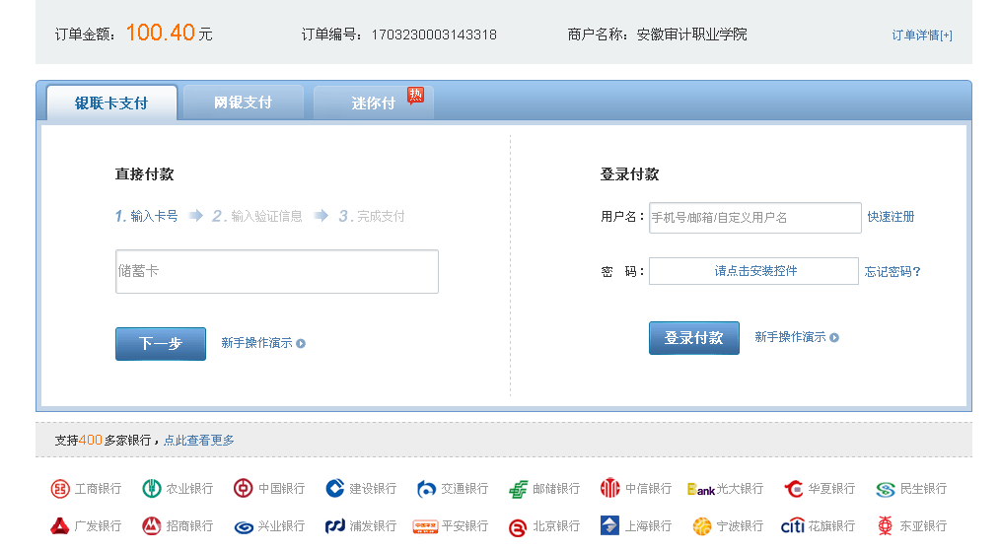 订单金额： 100.40 元 订单编号： 1703230003143318 商户名称： 安徽审计职业学院 订单详情[+]
银联卡支付 网银支付 迷你付 热
直接付款 登录付款
1. 输入卡号 2. 输入验证信息 3. 完成支付 用户名： 手机号/邮箱/自定义用户名 快速注册
储蓄卡 密 码： 请点击安装控件 忘记密码?
下一步 新手操作演示 登录付款 新手操作演示
支持400多家银行，点此查看更多
工商银行 农业银行 中国银行 建设银行 交通银行 邮储银行 中信银行 Bank 光大银行 华夏银行 民生银行
广发银行 招商银行 兴业银行 浦发银行 中国平安 平安银行 北京银行 上海银行 宁波银行 citi 花旗银行 东亚银行